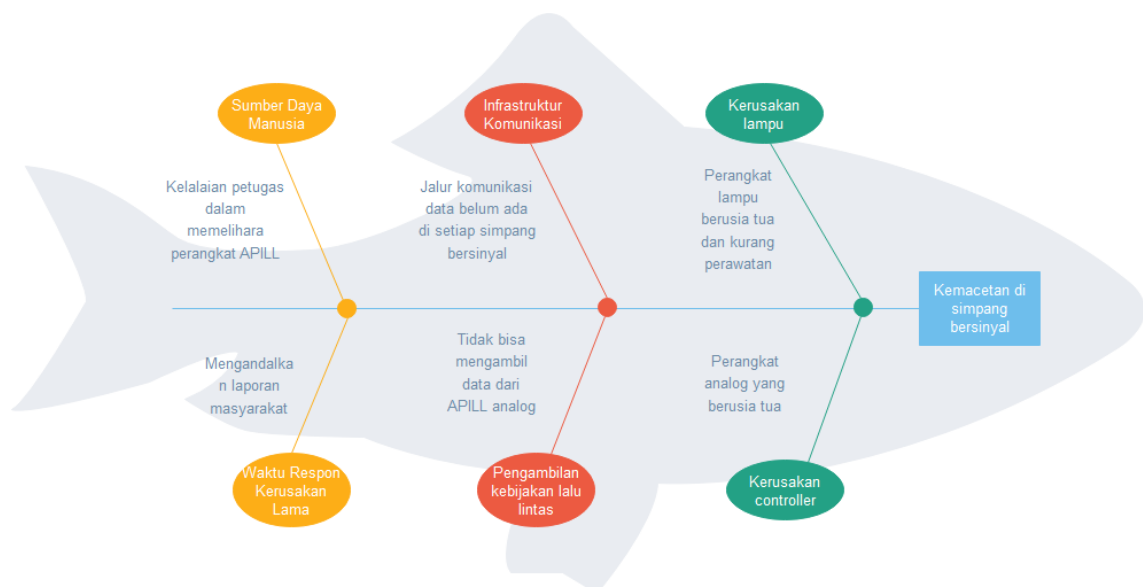 Sumber Daya
Manusia
Infrastruktur
Komunikasi
Kerusakan
lampu
Kelalaian petugas
dalam
memelihara
perangkat APILL
Jalur komunikasi
data belum ada
di setiap simpang
bersinyal
Perangkat
lampu
berusia tua
dan kurang
perawatan
Kemacetan di
simpang
bersinyal
Mengandalka
n laporan
masyarakat
Tidak bisa
mengambil
data dari
APILL analog
Perangkat
analog yang
berusia tua
Waktu Respon
Kerusakan
Lama
Pengambilan
kebijakan lalu
lintas
Kerusakan
controller